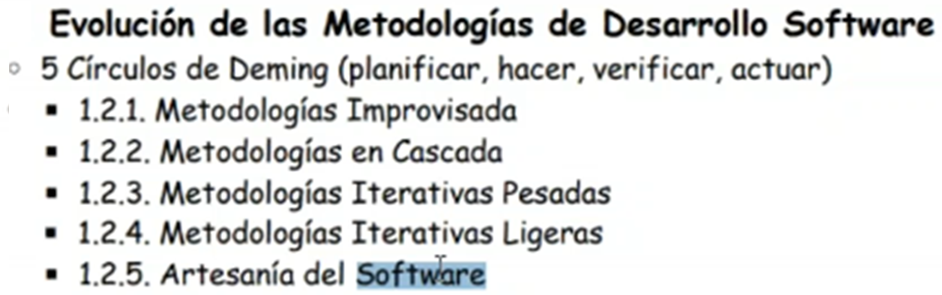 Evolución de las Metodologías de Desarrollo Software
5 Círculos de Deming (planificar, hacer, verificar, actuar)
1.2.1. Metodologías Improvisada
1.2.2. Metodologías en Cascada
1.2.3. Metodologías Iterativas Pesadas
1.2.4. Metodologías Iterativas Ligeras
1.2.5. Artesanía del Software